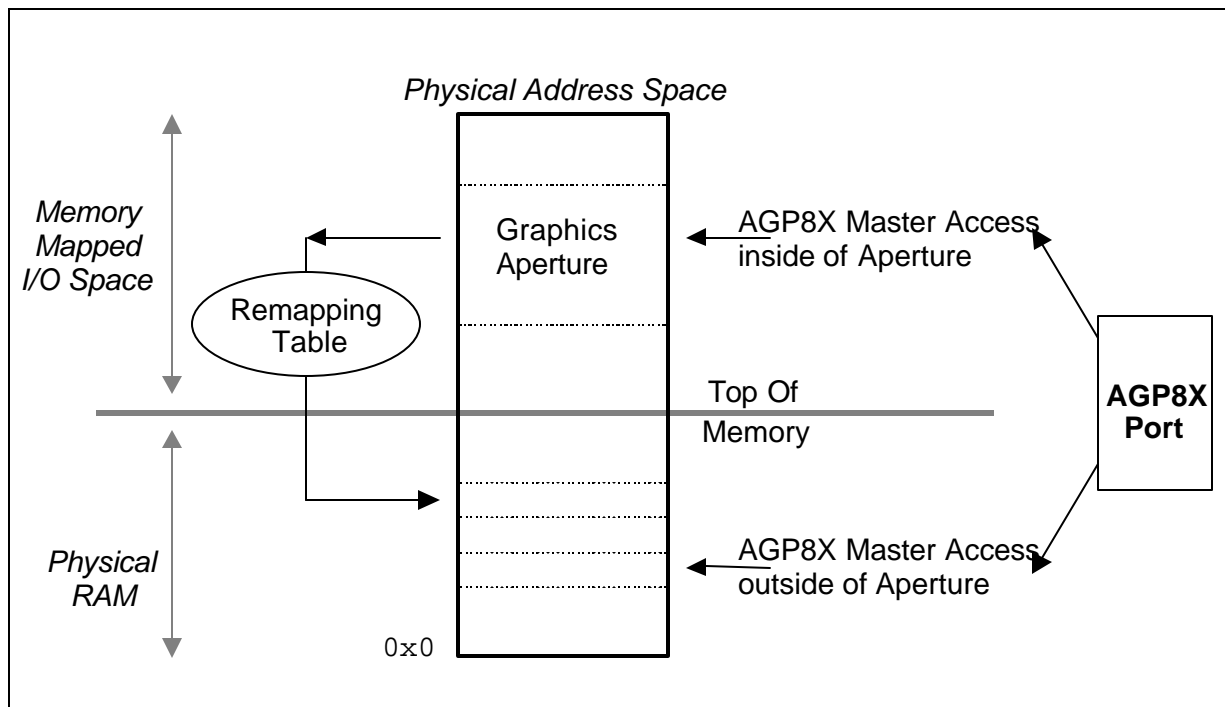 Physical Address Space
Memory
Mapped
I/O Space
Graphics
Aperture
AGP8X Master Access
inside of Aperture
Remapping
Table
Top Of
Memory
AGP8X
Port
Physical
RAM
AGP8X Master Access
outside of Aperture
0x0